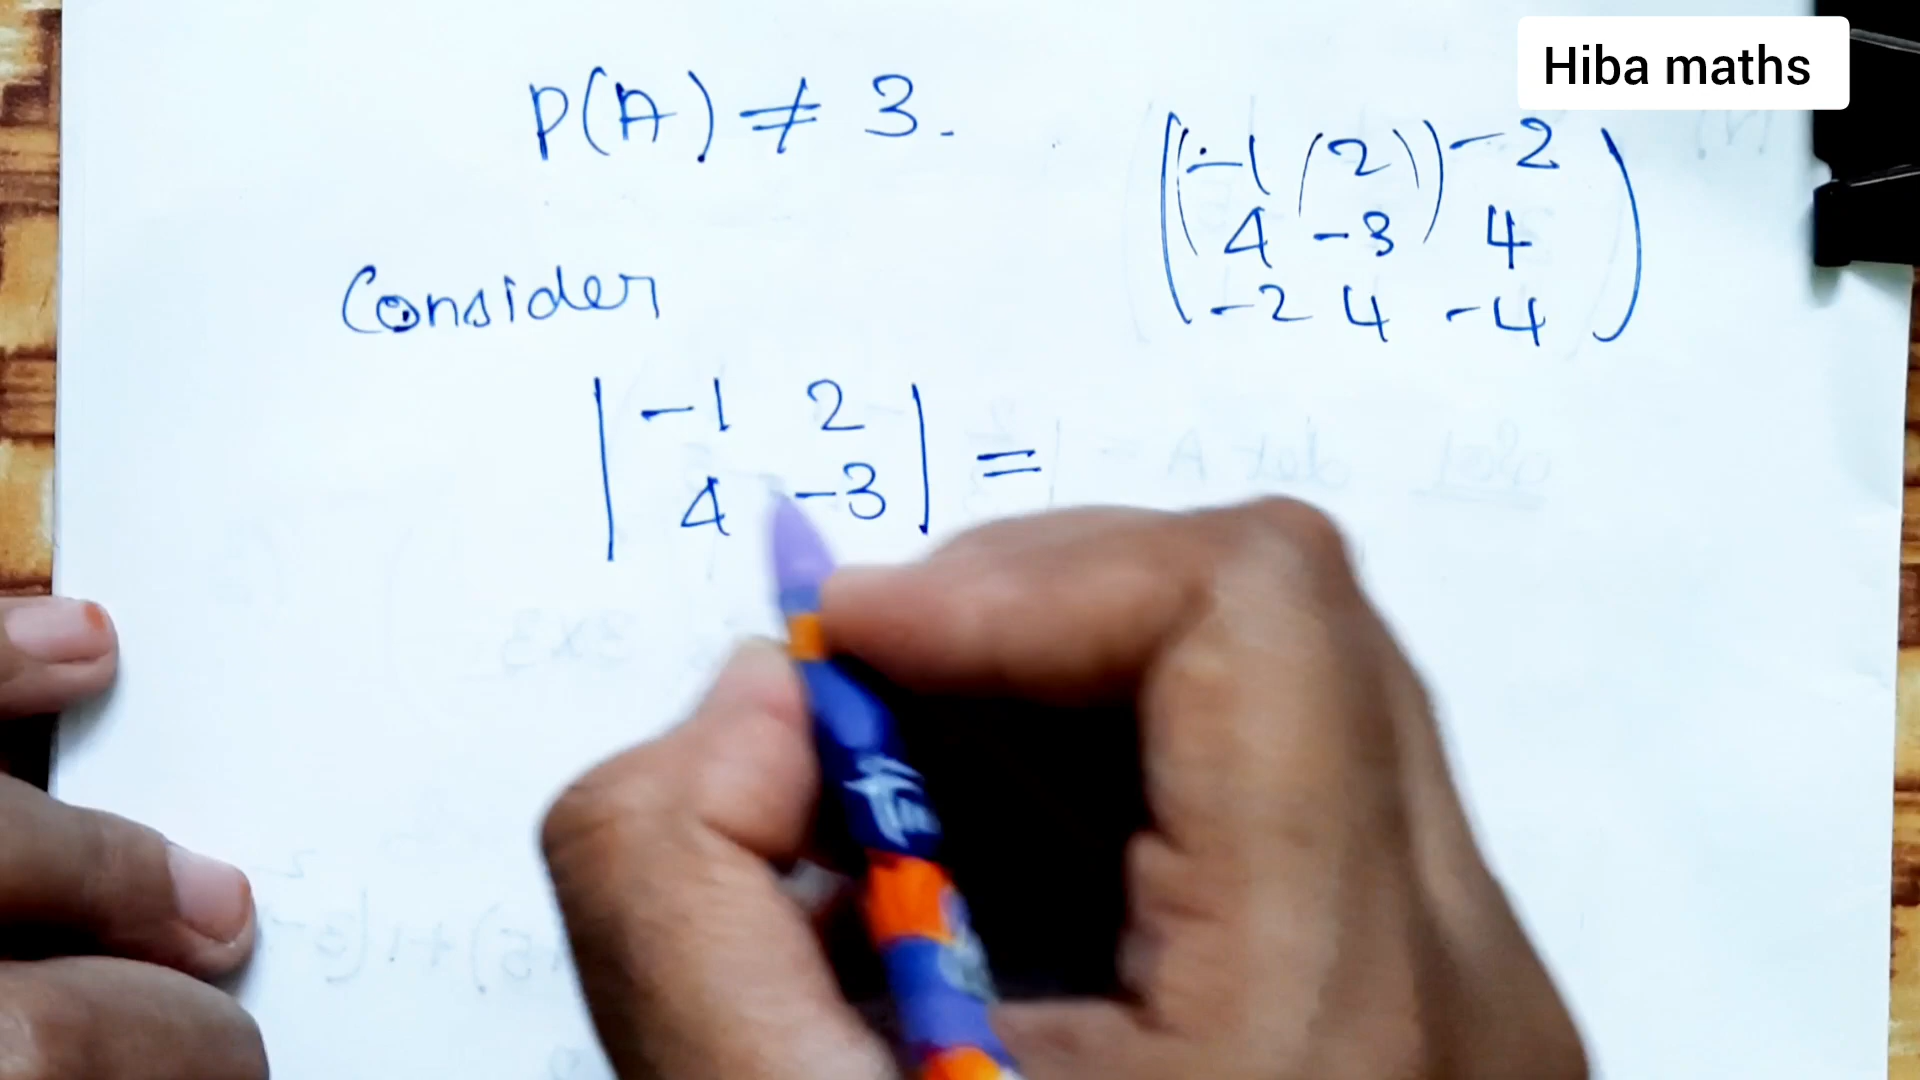 Hiba maths
P(A) ≠ 3.
-1 2 -2
4 -3 4
-2 4 -4
Consider
| -1 2 |
| 4 -3 | =